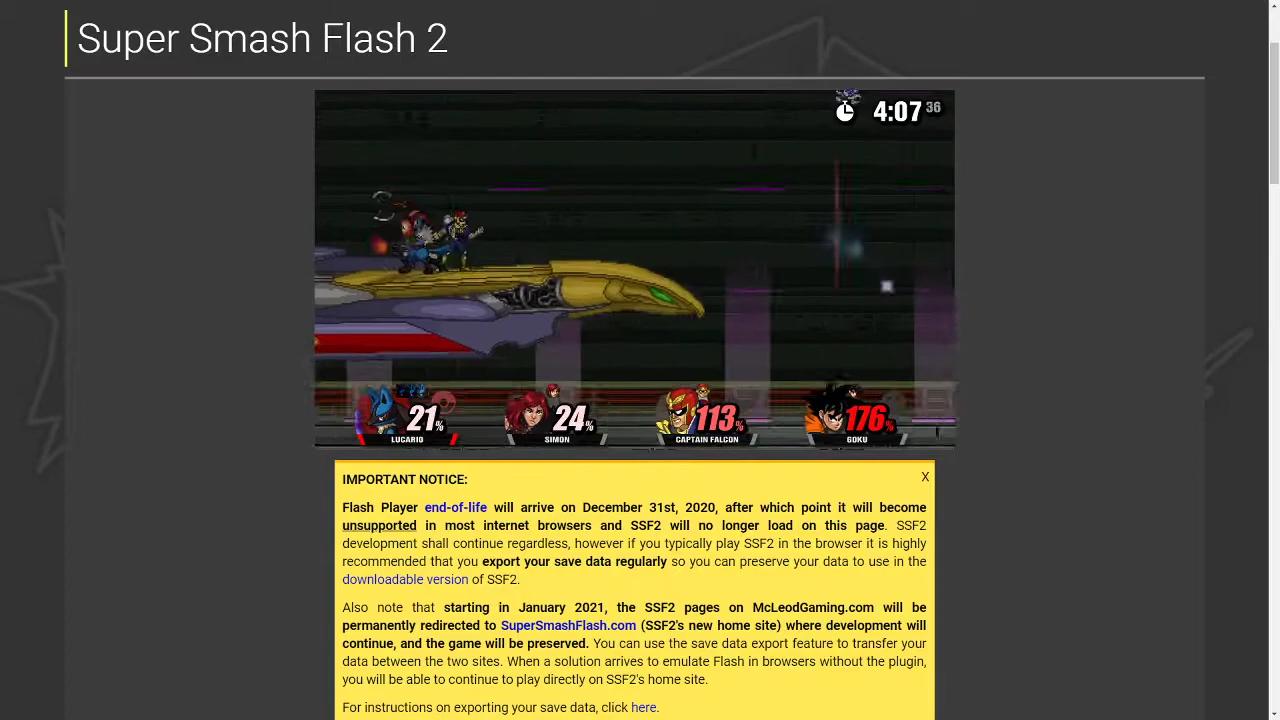 Super Smash Flash 2
4:07 36
21%
24%
113%
176%
LUCARIO
SIMON
CAPTAIN FALCON
GOKU
IMPORTANT NOTICE:
X
Flash Player end-of-life will arrive on December 31st, 2020, after which point it will become
unsupported in most internet browsers and SSF2 will no longer load on this page. SSF2
development shall continue regardless, however if you typically play SSF2 in the browser it is highly
recommended that you export your save data regularly so you can preserve your data to use in the
downloadable version of SSF2.
Also note that starting in January 2021, the SSF2 pages on McLeodGaming.com will be
permanently redirected to SuperSmashFlash.com (SSF2's new home site) where development will
continue, and the game will be preserved. You can use the save data export feature to transfer your
data between the two sites. When a solution arrives to emulate Flash in browsers without the plugin,
you will be able to continue to play directly on SSF2's home site.
For instructions on exporting your save data, click here.